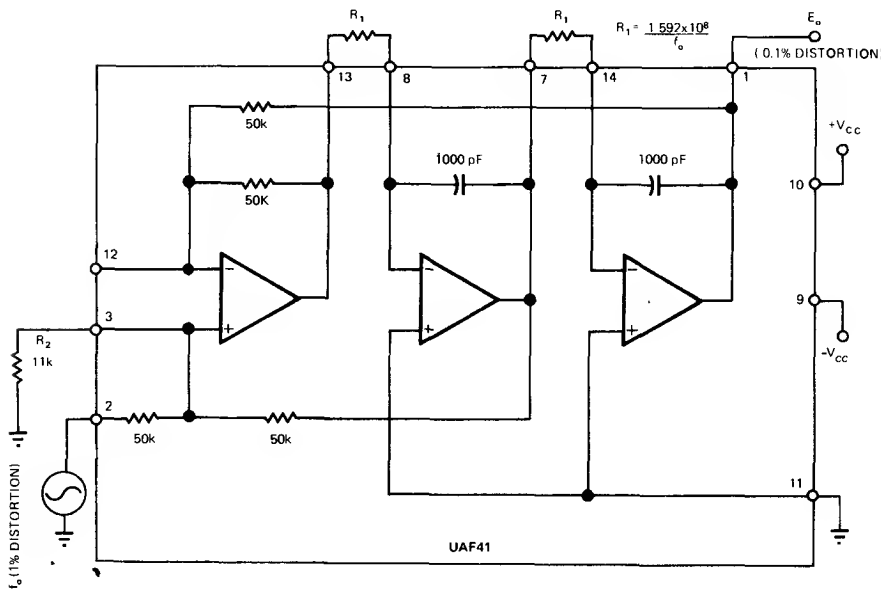 R1
R1
R1 = 1 592x10^8
fo
Eo
( 0.1% DISTORTION
13
8
7
14
1
50k
+VCC
1000 pF
1000 pF
50K
10
12
−
−
−
9
3
+
+
+
R2
11k
−VCC
2
50k
50k
11
fo (1% DISTORTION)
UAF41